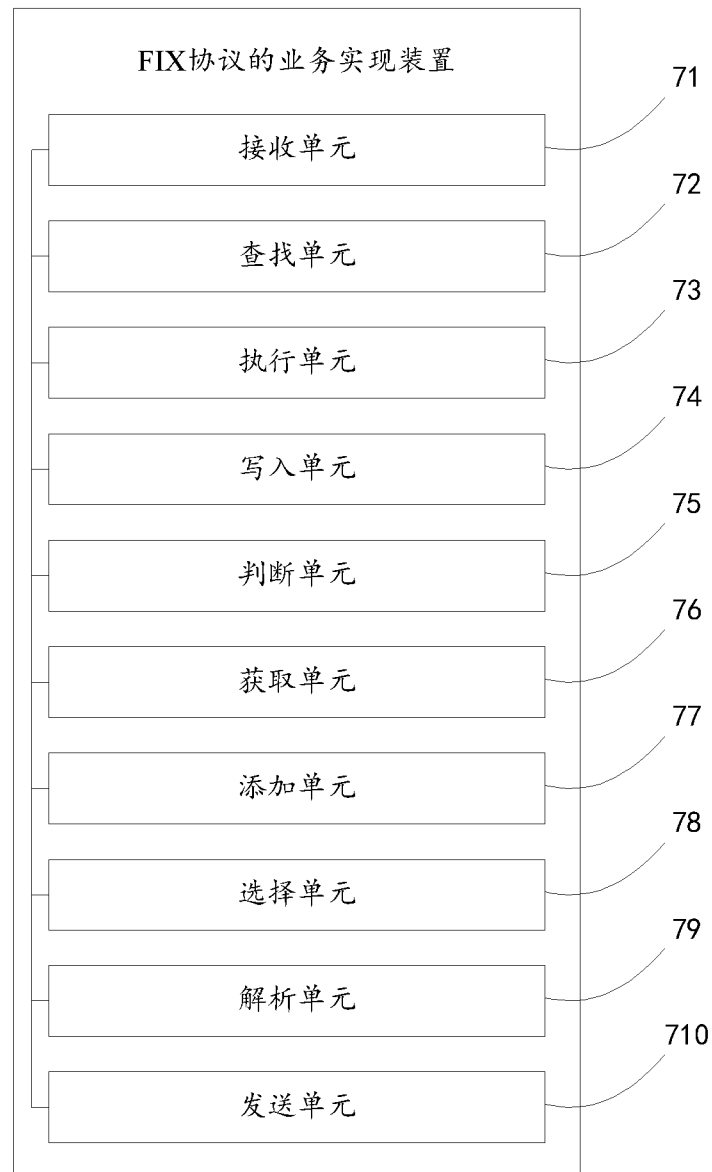 FIX协议的业务实现装置
接收单元
71
查找单元
72
执行单元
73
写入单元
74
判断单元
75
获取单元
76
添加单元
77
选择单元
78
解析单元
79
发送单元
710